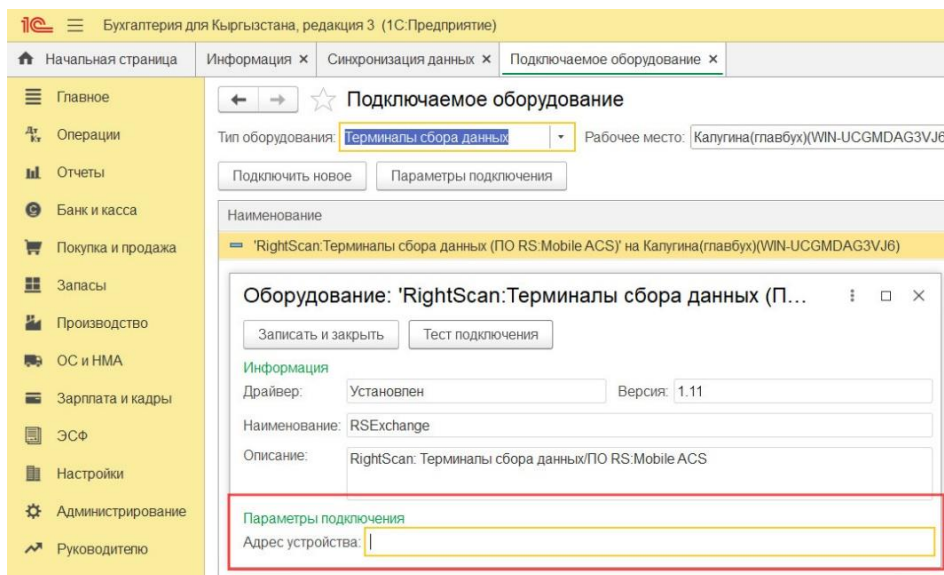 1С Бухгалтерия для Кыргызстана, редакция 3 (1С:Предприятие)
Начальная страница Информация × Синхронизация данных × Подключаемое оборудование ×
Главное
Операции
Отчеты
Банк и касса
Покупка и продажа
Запасы
Производство
ОС и НМА
Зарплата и кадры
ЭСФ
Настройки
Администрирование
Руководителю
Подключаемое оборудование
Тип оборудования: Терминалы сбора данных Рабочее место: Калугина(главбух)(WIN-UCGMDAG3VJ6
Подключить новое Параметры подключения
Наименование
'RightScan:Терминалы сбора данных (ПО RS:Mobile ACS)' на Калугина(главбух)(WIN-UCGMDAG3VJ6)
Оборудование: 'RightScan:Терминалы сбора данных (П...
Записать и закрыть Тест подключения
Информация
Драйвер: Установлен Версия: 1.11
Наименование: RSExchange
Описание: RightScan: Терминалы сбора данных/ПО RS:Mobile ACS
Параметры подключения
Адрес устройства: